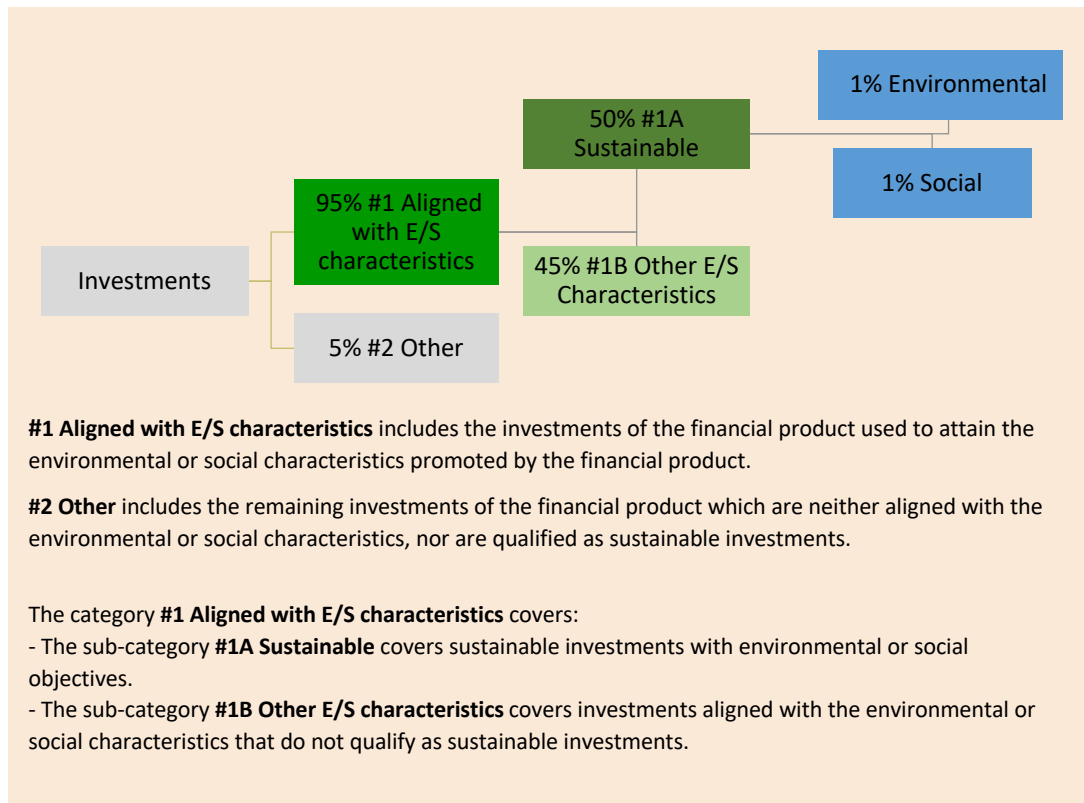 1% Environmental
50% #1A
Sustainable
1% Social
95% #1 Aligned
with E/S
characteristics
Investments
45% #1B Other E/S
Characteristics
5% #2 Other
#1 Aligned with E/S characteristics includes the investments of the financial product used to attain the
environmental or social characteristics promoted by the financial product.
#2 Other includes the remaining investments of the financial product which are neither aligned with the
environmental or social characteristics, nor are qualified as sustainable investments.
The category #1 Aligned with E/S characteristics covers:
- The sub-category #1A Sustainable covers sustainable investments with environmental or social
objectives.
- The sub-category #1B Other E/S characteristics covers investments aligned with the environmental or
social characteristics that do not qualify as sustainable investments.